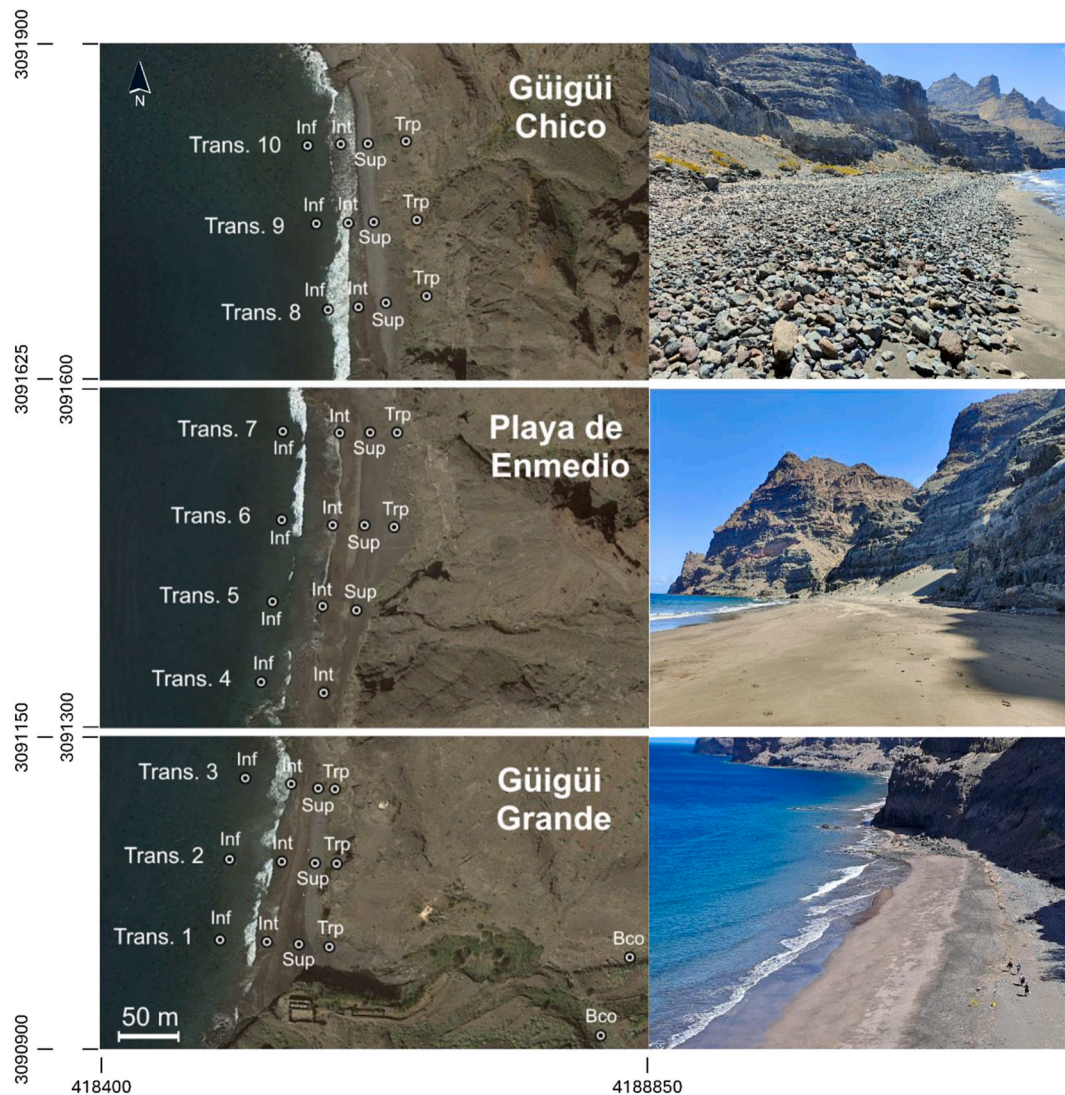 3091900
N
Güigüi
Chico
Inf
Int
Trp
Trans. 10
Sup
Inf
Int
Trp
Trans. 9
Sup
Inf
Int
Trp
Trans. 8
Sup
3091625
3091600
Trans. 7
Int
Trp
Inf
Sup
Playa de
Enmedio
Trans. 6
Int
Trp
Inf
Sup
Trans. 5
Int
Sup
Inf
Trans. 4
Inf
Int
3091300
3091150
Trans. 3
Inf
Int
Trp
Sup
Güigüi
Grande
Trans. 2
Inf
Int
Trp
Sup
Trans. 1
Inf
Int
Trp
Sup
Bco
Bco
50 m
3090900
418400
4188850